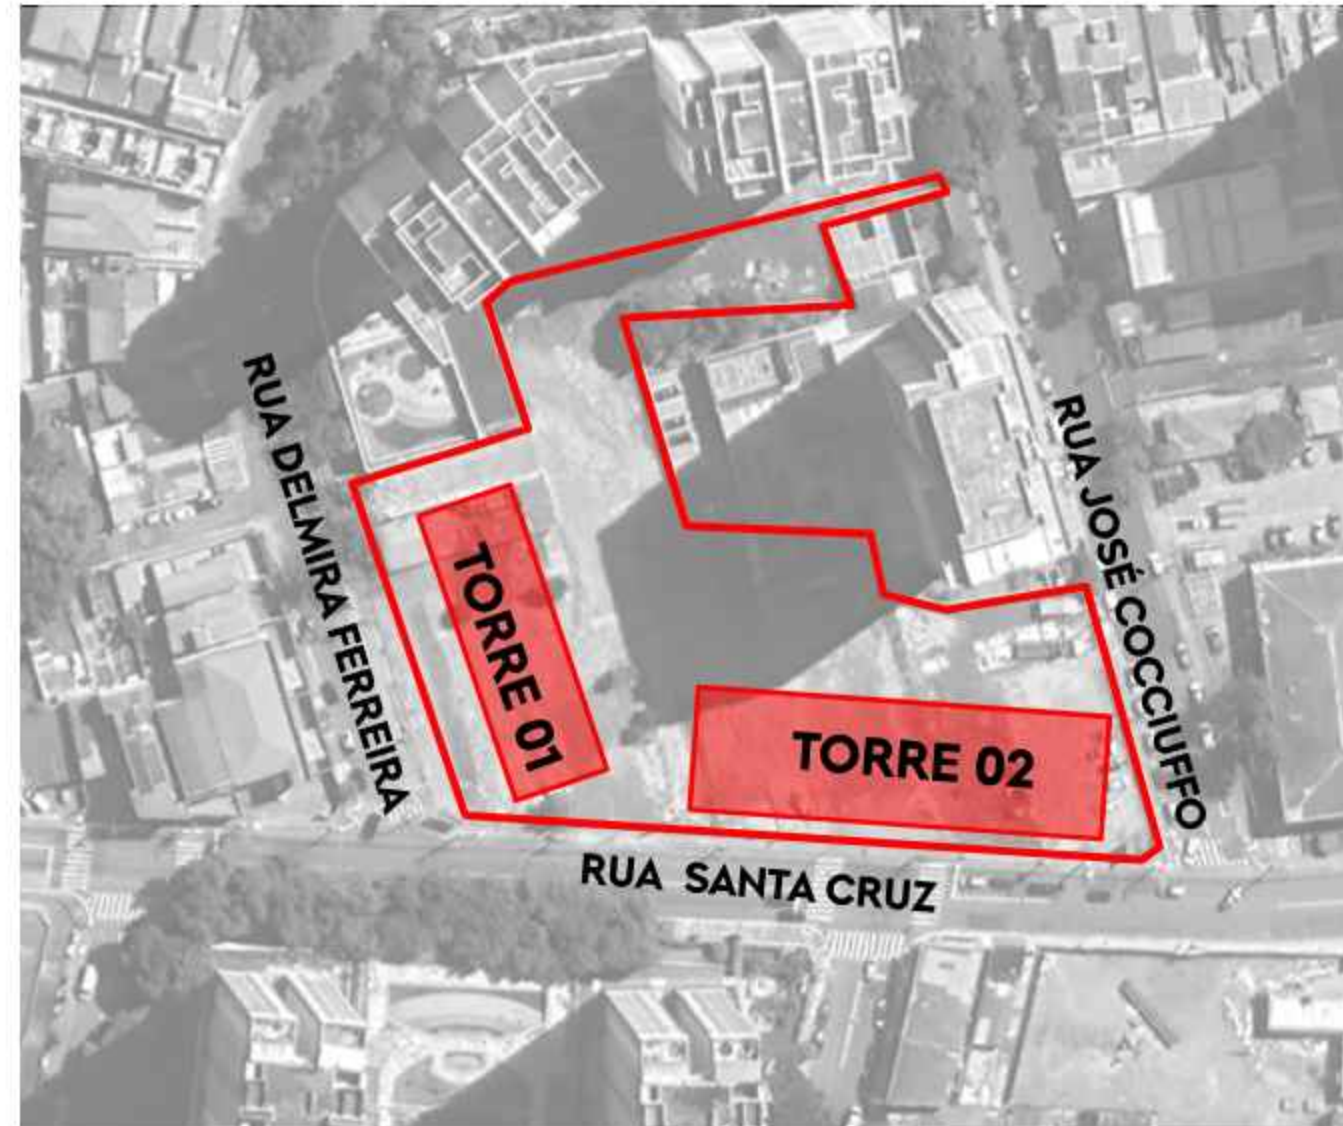 RUA DELMIRA FERREIRA
RUA JOSÉ COCCIUFFO
TORRE 01
TORRE 02
RUA SANTA CRUZ